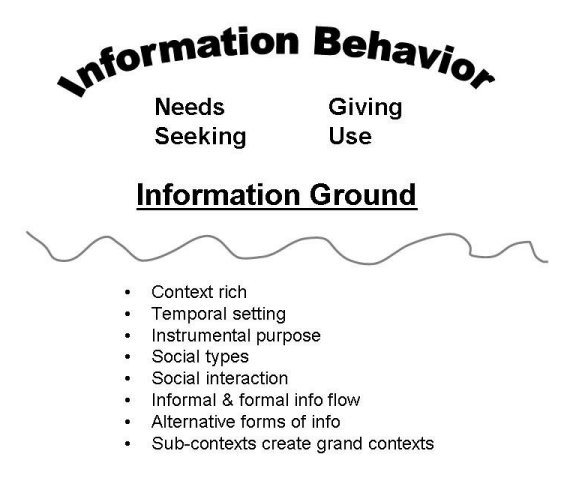 Information Behavior
Needs Giving
Seeking Use
Information Ground
• Context rich
• Temporal setting
• Instrumental purpose
• Social types
• Social interaction
• Informal & formal info flow
• Alternative forms of info
• Sub-contexts create grand contexts